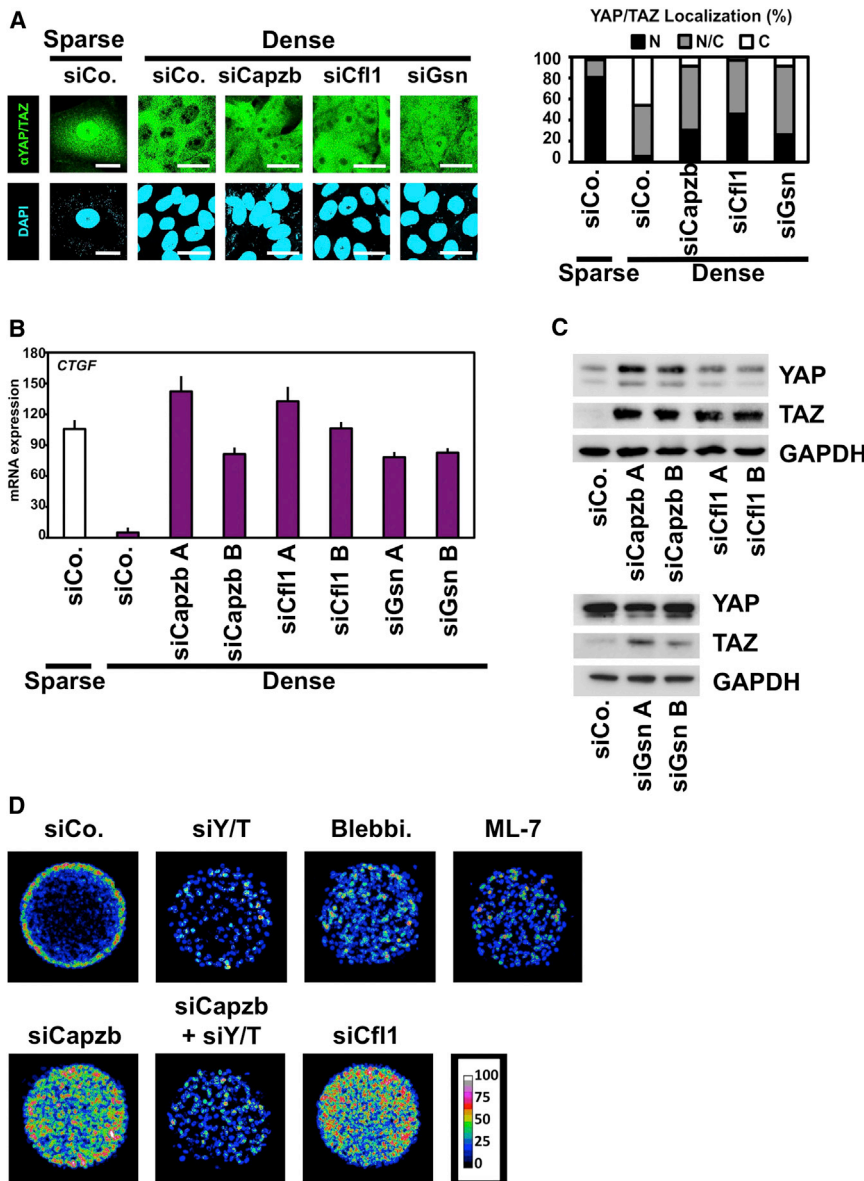 A
Sparse Dense
siCo. siCo. siCapzb siCfl1 siGsn
αYAP/TAZ
DAPI
YAP/TAZ Localization (%)
N N/C C
100
80
60
40
20
0
siCo. siCo. siCapzb siCfl1 siGsn
Sparse Dense
B
CTGF
mRNA expression
180
150
120
90
60
30
0
siCo. siCo. siCapzb A siCapzb B siCfl1 A siCfl1 B siGsn A siGsn B
Sparse Dense
C
YAP
TAZ
GAPDH
siCo. siCapzb A siCapzb B siCfl1 A siCfl1 B
YAP
TAZ
GAPDH
siCo. siGsn A siGsn B
D
siCo. siY/T Blebbi. ML-7
siCapzb
siCapzb
+ siY/T
siCfl1
100
75
50
25
0